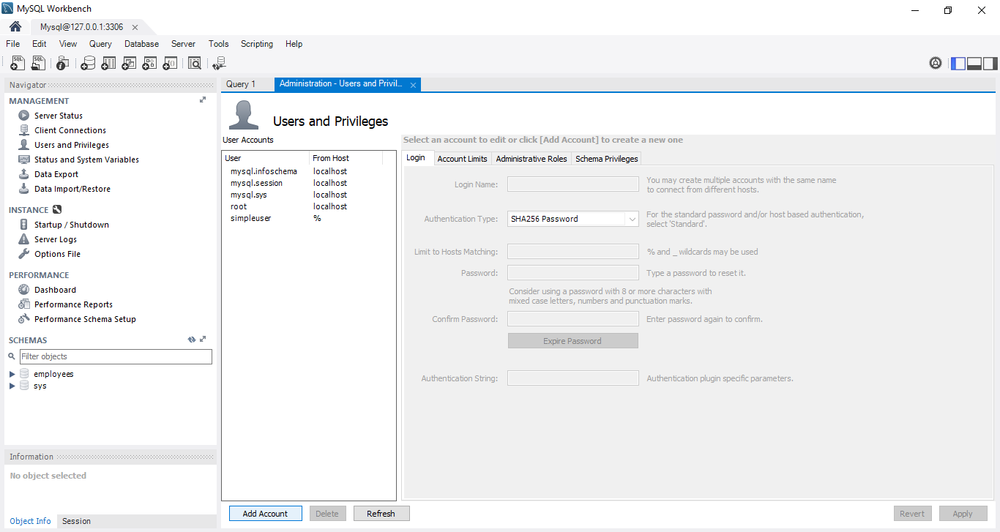 MySQL Workbench
Mysql@127.0.0.1:3306
File Edit View Query Database Server Tools Scripting Help
SQL SQL
Navigator
MANAGEMENT
Server Status
Client Connections
Users and Privileges
Status and System Variables
Data Export
Data Import/Restore
INSTANCE
Startup / Shutdown
Server Logs
Options File
PERFORMANCE
Dashboard
Performance Reports
Performance Schema Setup
SCHEMAS
Filter objects
employees
sys
Information
No object selected
Object Info Session
Query 1 Administration - Users and Privil...
Users and Privileges
User Accounts
User From Host
mysql.infoschema localhost
mysql.session localhost
mysql.sys localhost
root localhost
simpleuser %
Add Account Delete Refresh
Select an account to edit or click [Add Account] to create a new one
Login Account Limits Administrative Roles Schema Privileges
Login Name: You may create multiple accounts with the same name
to connect from different hosts.
Authentication Type: SHA256 Password For the standard password and/or host based authentication,
select 'Standard'.
Limit to Hosts Matching: % and _ wildcards may be used
Password: Type a password to reset it.
Consider using a password with 8 or more characters with
mixed case letters, numbers and punctuation marks.
Confirm Password: Enter password again to confirm.
Expire Password
Authentication String: Authentication plugin specific parameters.
Revert Apply